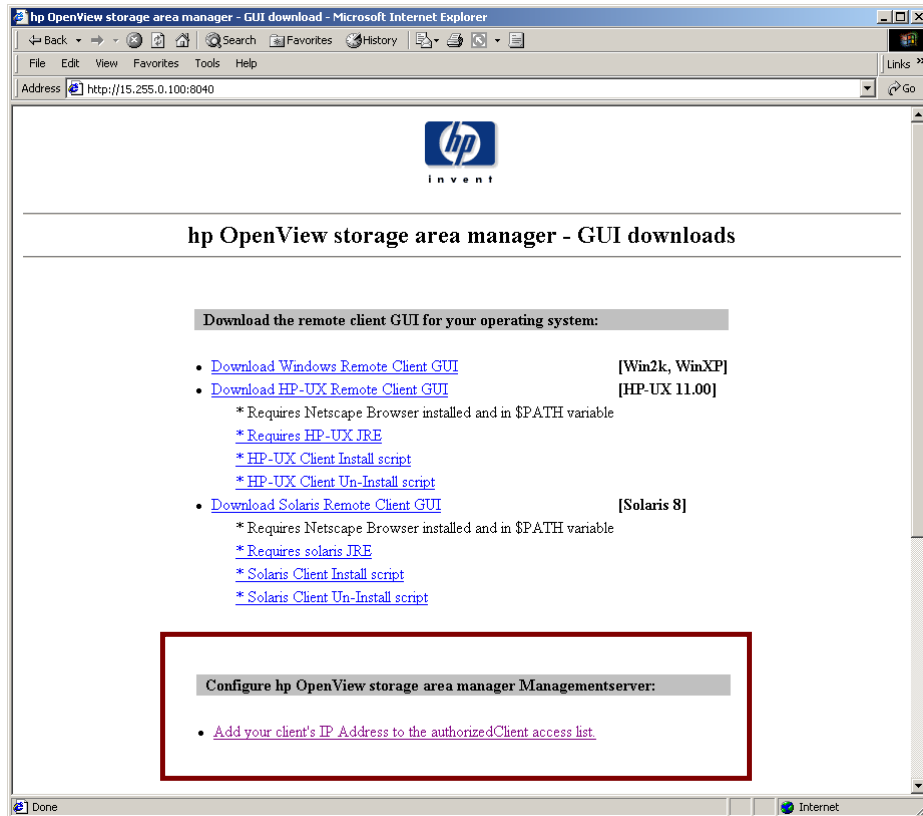 hp OpenView storage area manager - GUI download - Microsoft Internet Explorer
Back Search Favorites History
File Edit View Favorites Tools Help Links »
Address http://15.255.0.100:8040 Go
hp
invent
hp OpenView storage area manager - GUI downloads
Download the remote client GUI for your operating system:
• Download Windows Remote Client GUI [Win2k, WinXP]
• Download HP-UX Remote Client GUI [HP-UX 11.00]
* Requires Netscape Browser installed and in $PATH variable
* Requires HP-UX JRE
* HP-UX Client Install script
* HP-UX Client Un-Install script
• Download Solaris Remote Client GUI [Solaris 8]
* Requires Netscape Browser installed and in $PATH variable
* Requires solaris JRE
* Solaris Client Install script
* Solaris Client Un-Install script
Configure hp OpenView storage area manager Managementserver:
• Add your client's IP Address to the authorizedClient access list.
Done Internet